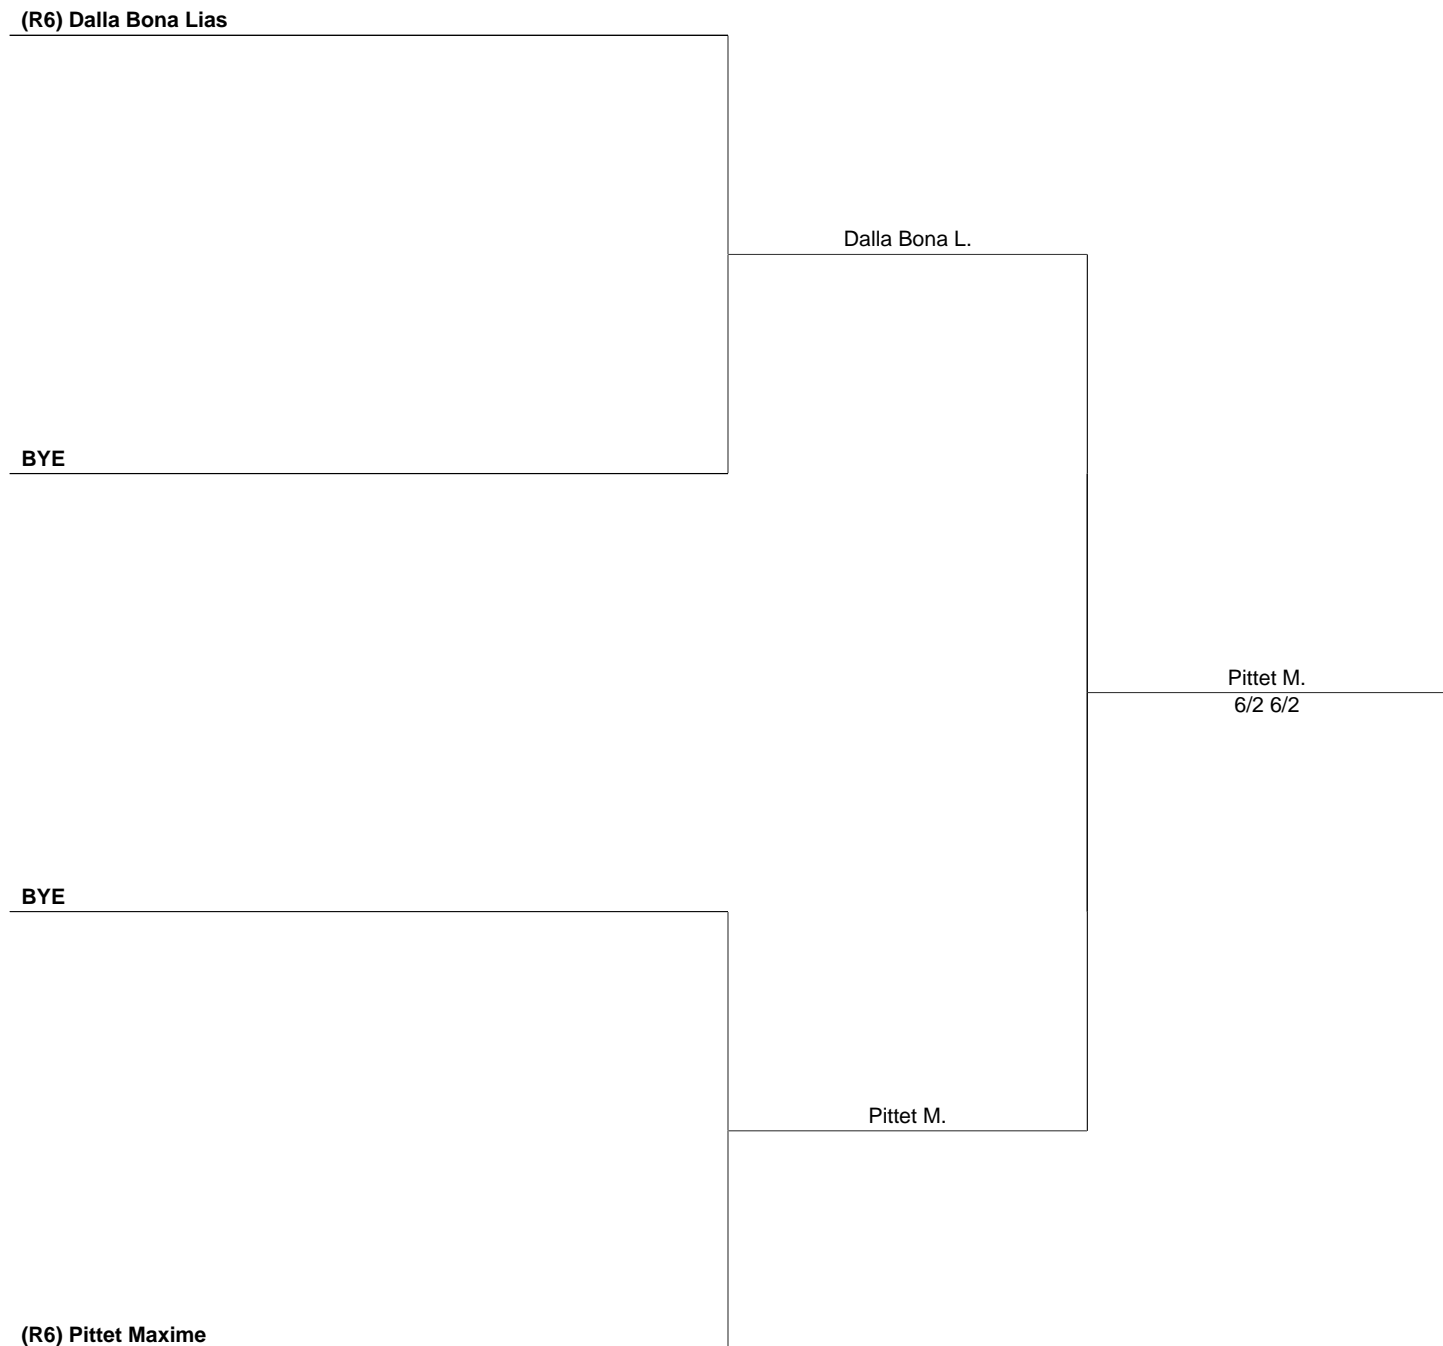 (R6) Dalla Bona Lias
Dalla Bona L.
BYE
Pittet M.
6/2 6/2
BYE
Pittet M.
(R6) Pittet Maxime